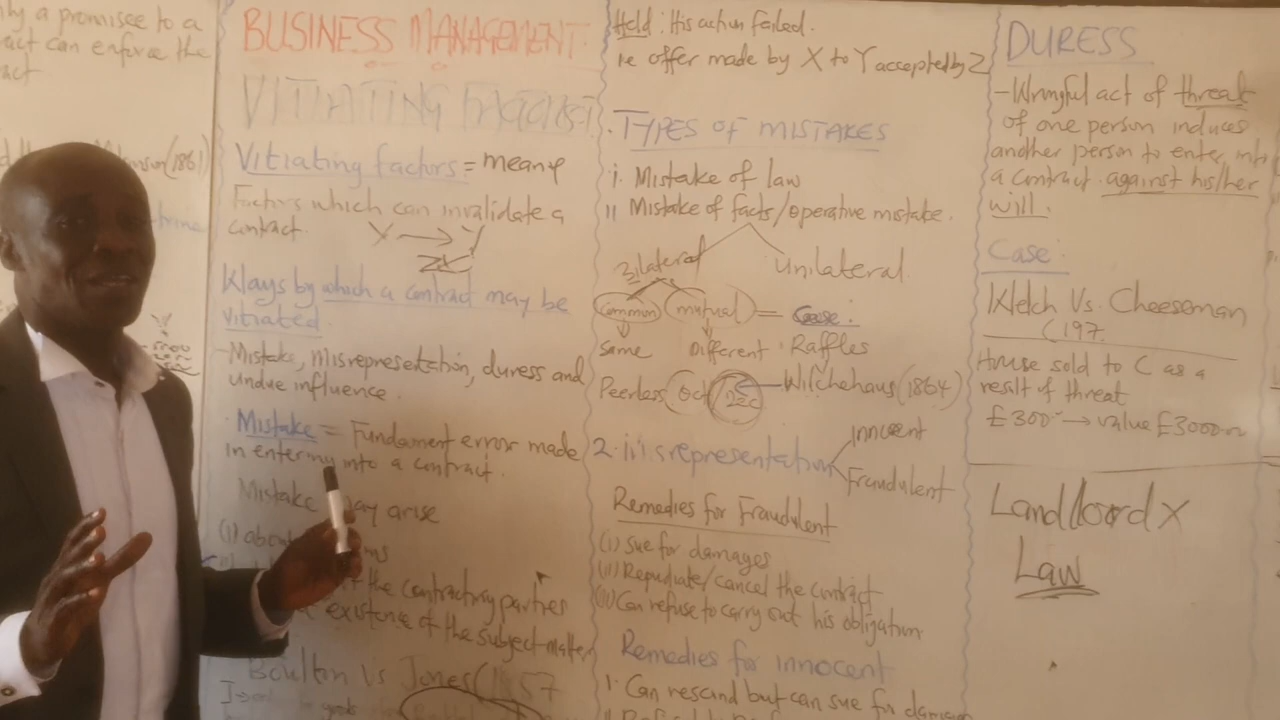 by a promisee to a
act can enforce the
act
(1861)
BUSINESS MANAGEMENT
VITIATING FACTORS
Vitiating factors = meaning
Factors which can invalidate a
contract. X → Y
Z
Ways by which a contract may be
vitiated.
- Mistake, misrepresentation, duress and
undue influence.
Mistake = Fundament error made
in entering into a contract.
Mistake may arise
(i) about
the contracting parties
existence of the subject matter
Boulton Vs Jones (1857
Held: His action failed.
ie offer made by X to Y accepted by Z
TYPES OF MISTAKES
i. Mistake of law
ii Mistake of facts/operative mistake.
Bilateral Unilateral
common mutual = Case:
Same Different Raffles
Peerless Oct Dec Wilchehaus (1864)
2. misrepresentation
Innocent
Fraudulent
Remedies for Fraudulent
(i) Sue for damages
(ii) Repudiate/cancel the contract
(iii) Can refuse to carry out his obligation
Remedies for innocent
1. Can rescind but can sue for damages
DURESS
- Wrongful act of threat
of one person induces
another person to enter into
a contract against his/her
will.
Case:
Welch Vs. Cheeseman
(197
House sold to C as a
result of threat
£300 → value £3000
Landlord X
Law